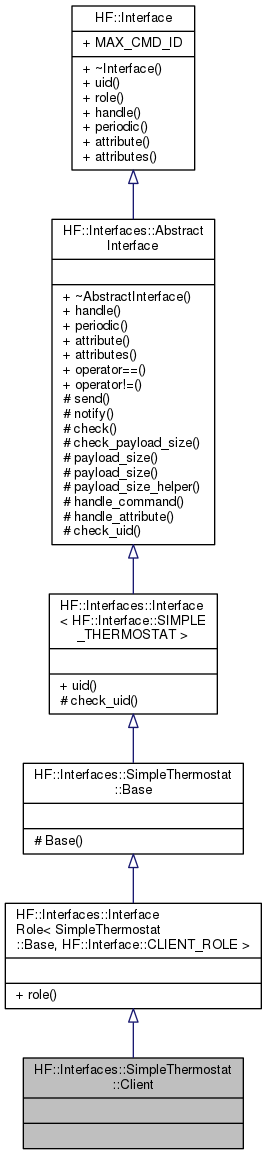 HF::Interface
+ MAX_CMD_ID
+ ~Interface()
+ uid()
+ role()
+ handle()
+ periodic()
+ attribute()
+ attributes()
HF::Interfaces::Abstract
Interface
+ ~AbstractInterface()
+ handle()
+ periodic()
+ attribute()
+ attributes()
+ operator==()
+ operator!=()
# send()
# notify()
# check()
# check_payload_size()
# payload_size()
# payload_size()
# payload_size_helper()
# handle_command()
# handle_attribute()
# check_uid()
HF::Interfaces::Interface
< HF::Interface::SIMPLE
_THERMOSTAT >
+ uid()
# check_uid()
HF::Interfaces::SimpleThermostat
::Base
# Base()
HF::Interfaces::Interface
Role< SimpleThermostat
::Base, HF::Interface::CLIENT_ROLE >
+ role()
HF::Interfaces::SimpleThermostat
::Client